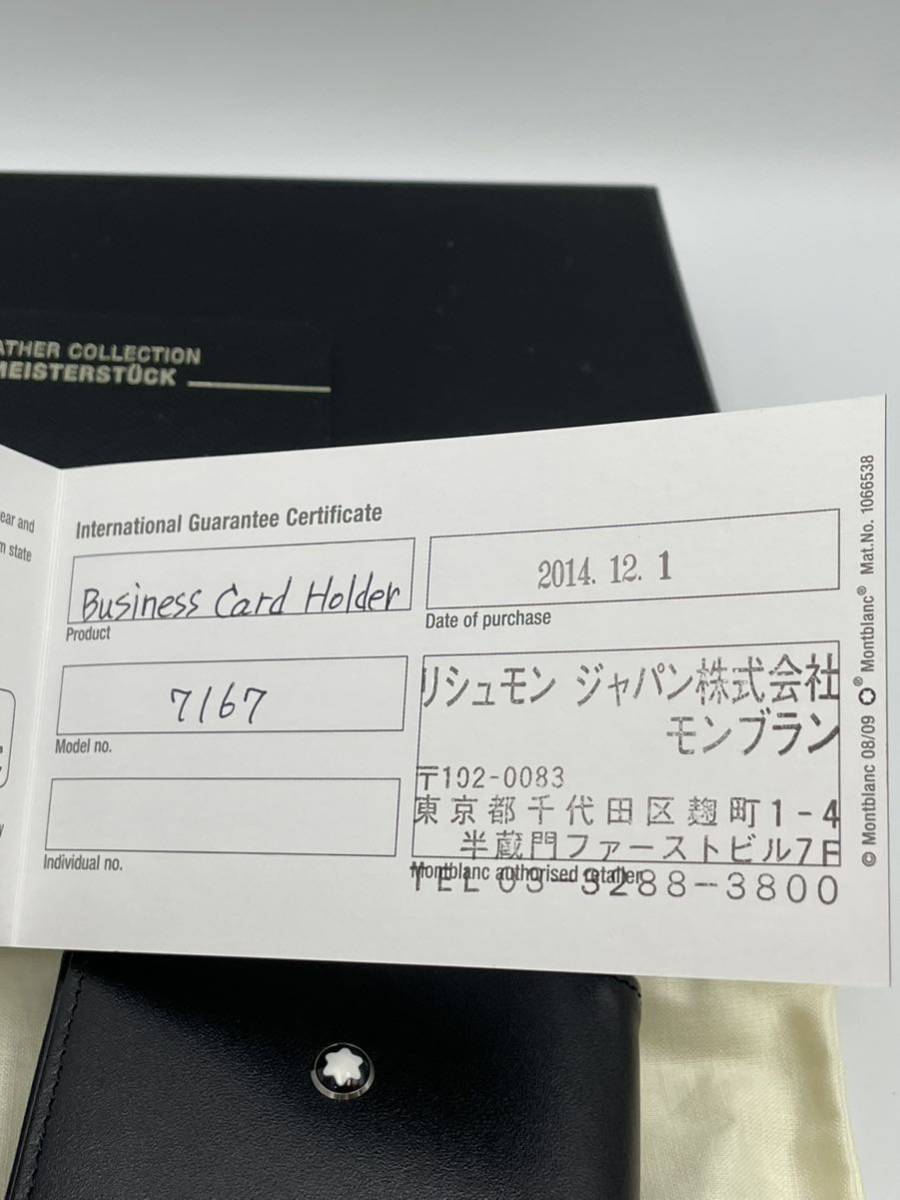 ATHER COLLECTION
MEISTERSTÜCK
ear and
n state
International Guarantee Certificate
Business Card Holder
Product
2014. 12. 1
Date of purchase
7167
Model no.
リシュモン ジャパン株式会社
モンブラン
〒102-0083
東京都千代田区麹町1-4
半蔵門ファーストビル7F
TEL 03-3288-3800
Montblanc authorised retailer
Individual no.
© Montblanc 08/09 ® Montblanc® Mat.No. 1066538